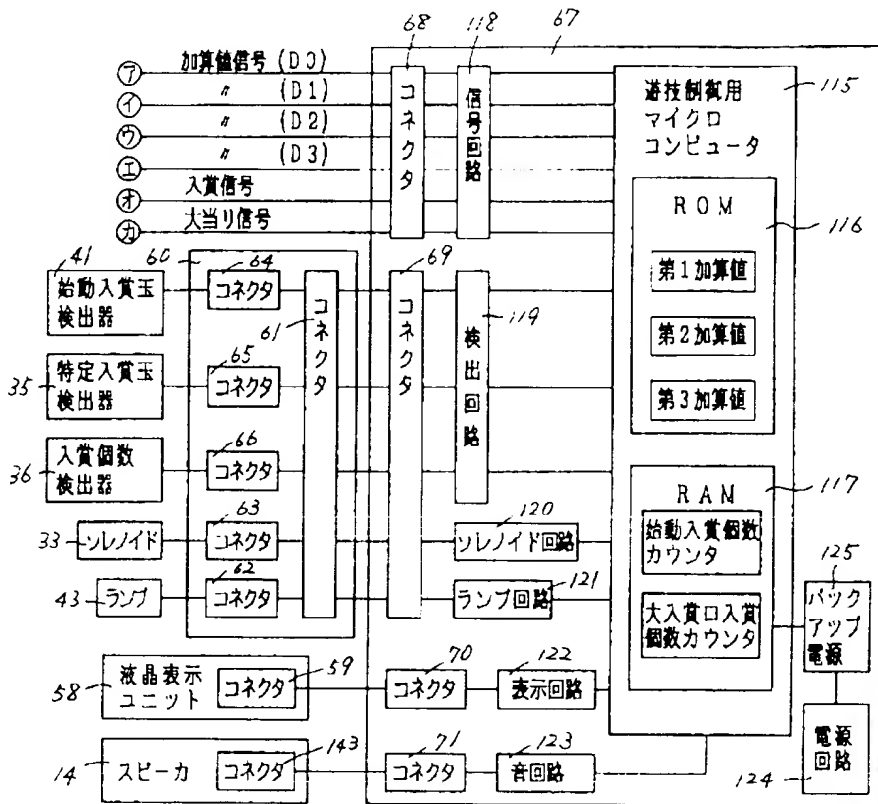 68
118
67
ア
加算値信号(D0)
イ
〃 (D1)
ウ
〃 (D2)
エ
〃 (D3)
オ
入賞信号
カ
大当り信号
コネクタ
信号回路
遊技制御用
マイクロ
コンピュータ
115
ROM
116
第1加算値
第2加算値
第3加算値
41
始動入賞玉
検出器
60
64
コネクタ
61
コネクタ
69
コネクタ
119
検出回路
35
特定入賞玉
検出器
65
コネクタ
36
入賞個数
検出器
66
コネクタ
RAM
117
始動入賞個数
カウンタ
大入賞口入賞
個数カウンタ
33
ソレノイド
63
コネクタ
120
ソレノイド回路
43
ランプ
62
コネクタ
121
ランプ回路
125
バック
アップ
電源
58
液晶表示
ユニット
59
コネクタ
70
コネクタ
122
表示回路
14
スピーカ
143
コネクタ
71
コネクタ
123
音回路
124
電源
回路